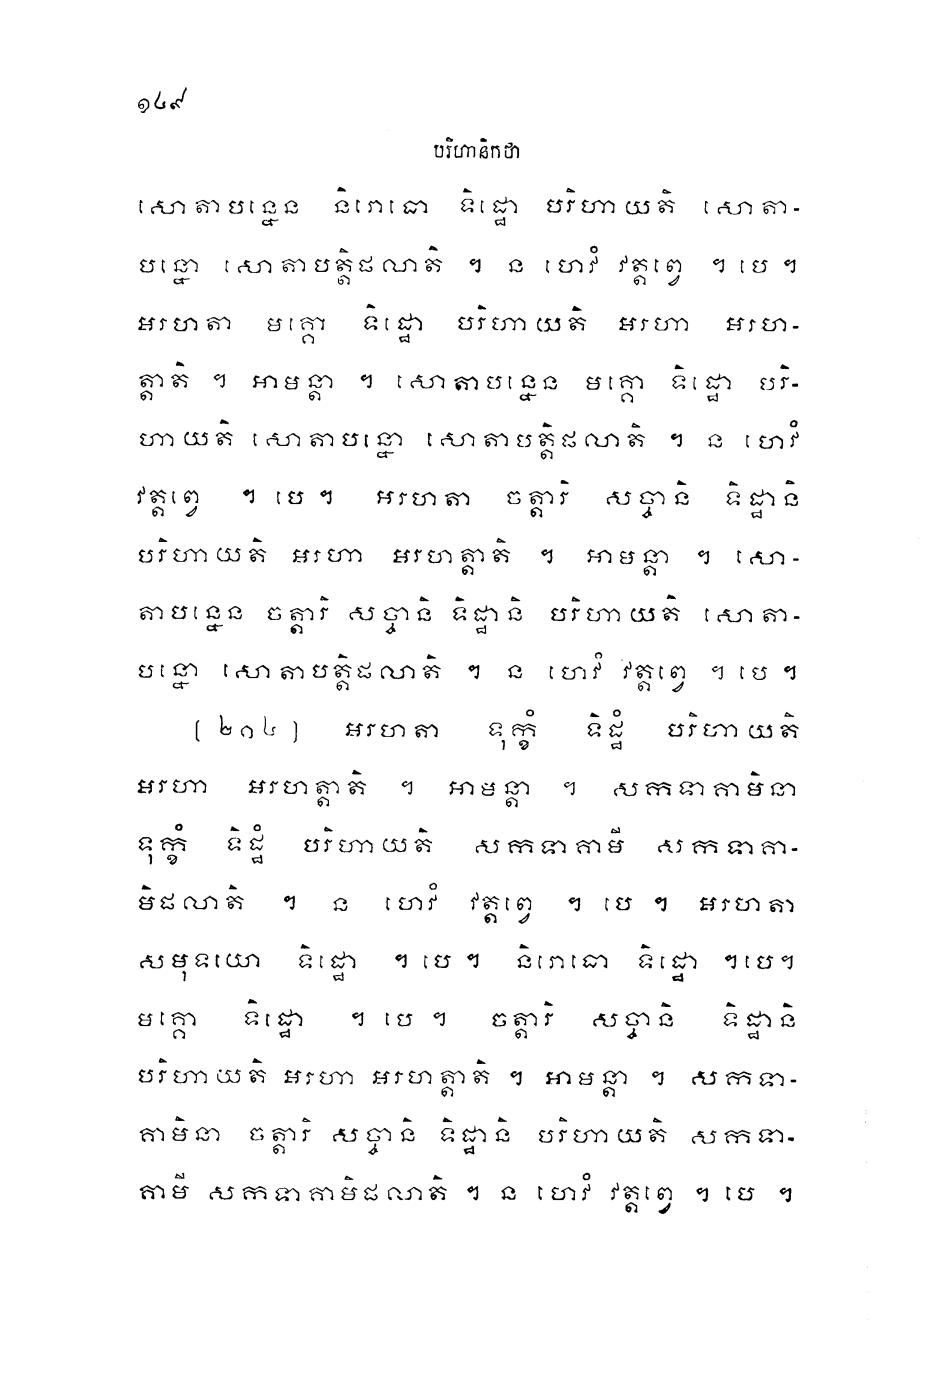 ១៤៩
បរិហានិកថា
សោតាបន្នេន និរោធោ ទិដ្ឋោ បរិហាយតិ សោតា-
បន្នោ សោតាបត្តិផលាតិ ។ ន ហេវំ វត្តព្វេ ។ បេ ។
អរហតា មគ្គោ ទិដ្ឋោ បរិហាយតិ អរហា អរហ-
ត្តាតិ ។ អាមន្តា ។ សោតាបន្នេន មគ្គោ ទិដ្ឋោ បរិ-
ហាយតិ សោតាបន្នោ សោតាបត្តិផលាតិ ។ ន ហេវំ
វត្តព្វេ ។ បេ ។ អរហតា ចត្តារិ សច្ចានិ ទិដ្ឋានិ
បរិហាយតិ អរហា អរហត្តាតិ ។ អាមន្តា ។ សោ-
តាបន្នេន ចត្តារិ សច្ចានិ ទិដ្ឋានិ បរិហាយតិ សោតា-
បន្នោ សោតាបត្តិផលាតិ ។ ន ហេវំ វត្តព្វេ ។ បេ ។
[ ២១៤ ] អរហតា ទុក្ខំ ទិដ្ឋំ បរិហាយតិ
អរហា អរហត្តាតិ ។ អាមន្តា ។ សកទាគាមិនា
ទុក្ខំ ទិដ្ឋំ បរិហាយតិ សកទាគាមី សកទាគា-
មិផលាតិ ។ ន ហេវំ វត្តព្វេ ។ បេ ។ អរហតា
សមុទយោ ទិដ្ឋោ ។ បេ ។ និរោធោ ទិដ្ឋោ ។បេ។
មគ្គោ ទិដ្ឋោ ។ បេ ។ ចត្តារិ សច្ចានិ ទិដ្ឋានិ
បរិហាយតិ អរហា អរហត្តាតិ ។ អាមន្តា ។ សកទា-
គាមិនា ចត្តារិ សច្ចានិ ទិដ្ឋានិ បរិហាយតិ សកទា-
គាមី សកទាគាមិផលាតិ ។ ន ហេវំ វត្តព្វេ ។ បេ ។